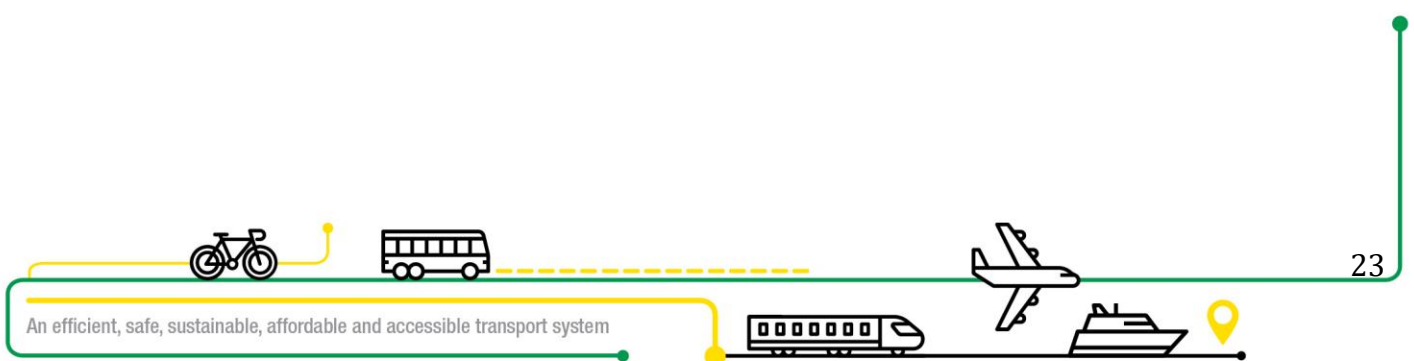 23
An efficient, safe, sustainable, affordable and accessible transport system